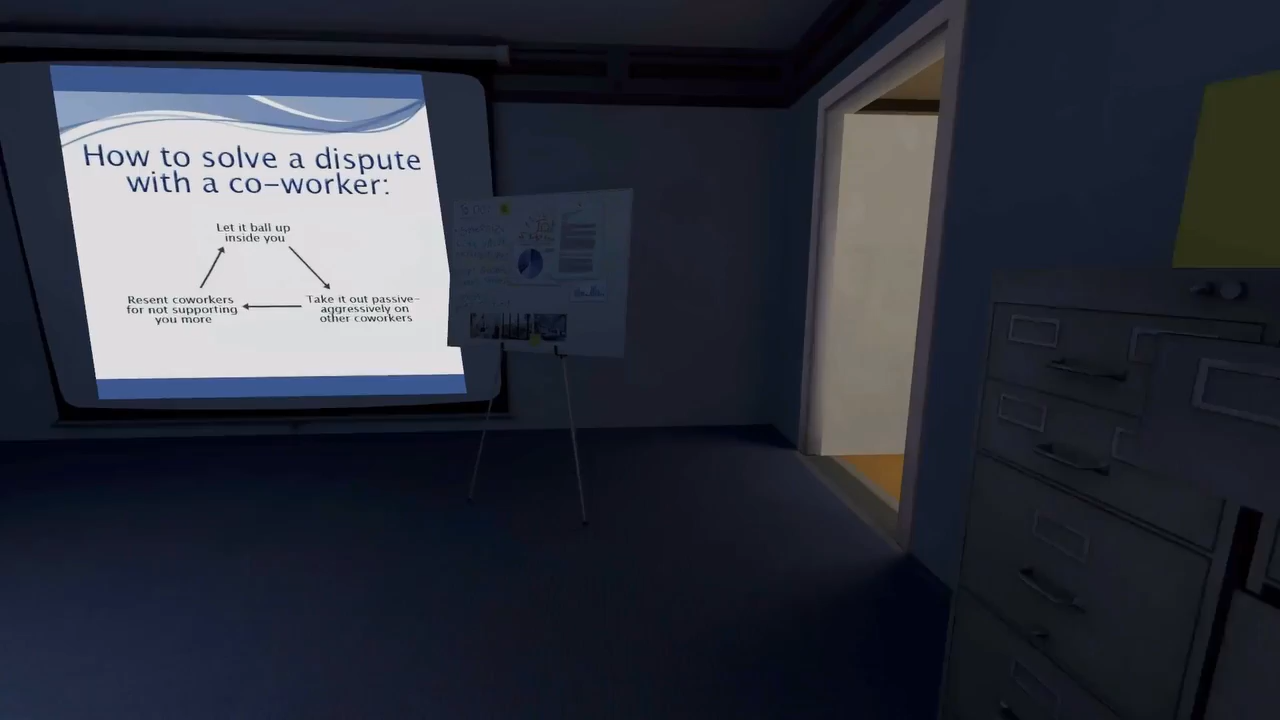 How to solve a dispute
with a co-worker:
Let it ball up
inside you
Resent coworkers
for not supporting
you more
Take it out passive-
aggressively on
other coworkers